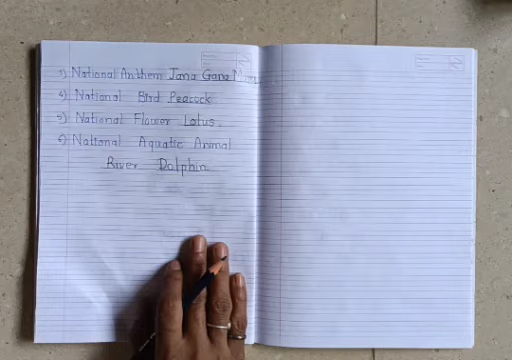 3) National Anthem Jana Gana Mana
4) National Bird Peacock
5) National Flower Lotus.
6) National Aquatic Animal
River Dolphin